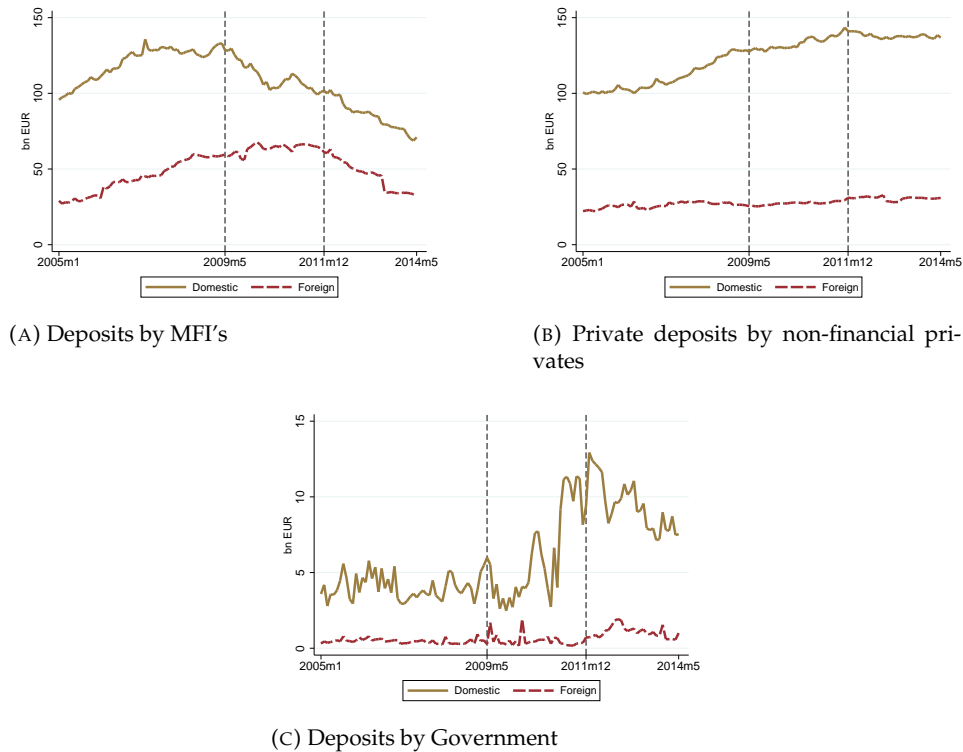 150
100
50
0
bn EUR
2005m1 2009m5 2011m12 2014m5
Domestic Foreign
(A) Deposits by MFI's
150
100
50
0
bn EUR
2005m1 2009m5 2011m12 2014m5
Domestic Foreign
(B) Private deposits by non-financial pri-
vates
15
10
5
0
bn EUR
2005m1 2009m5 2011m12 2014m5
Domestic Foreign
(C) Deposits by Government